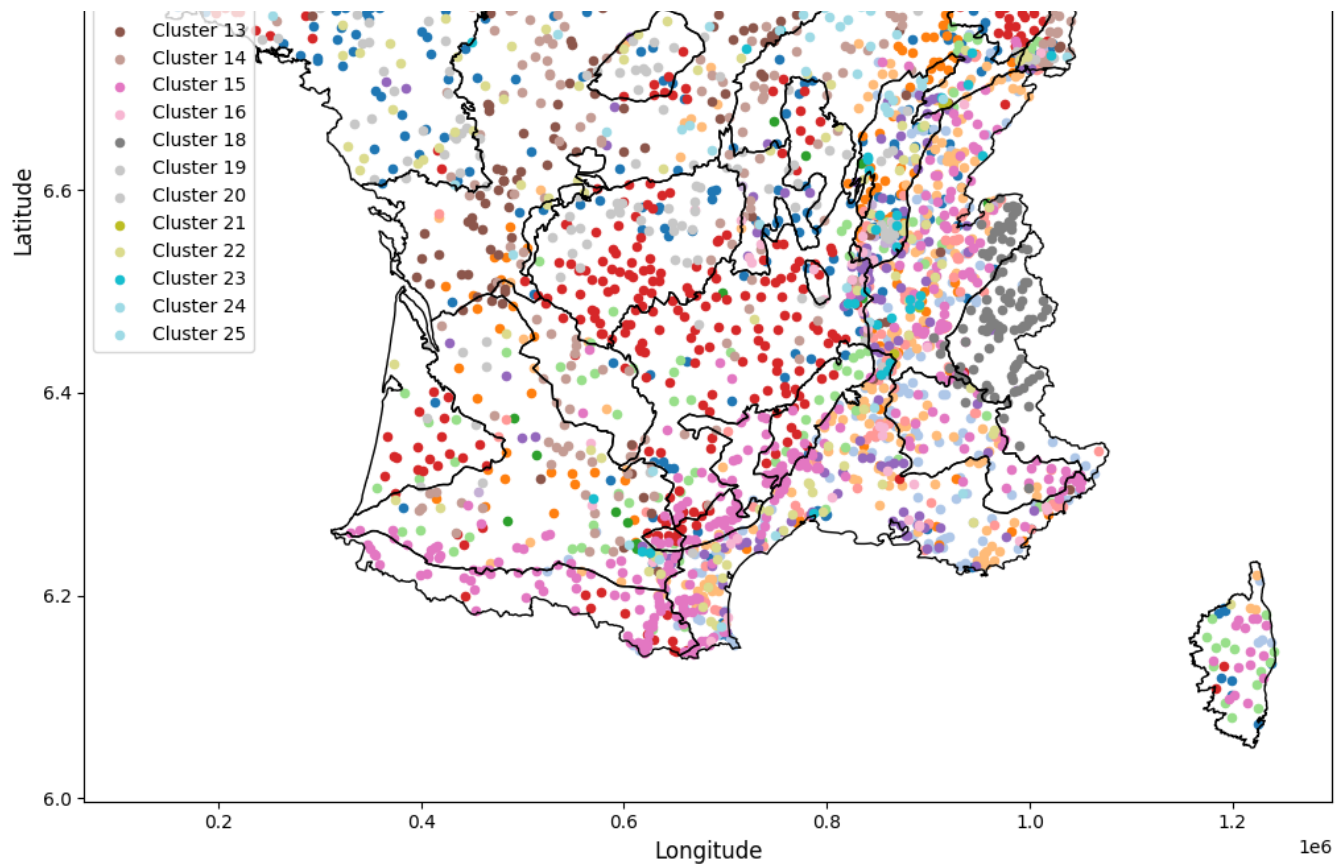 Cluster 13
Cluster 14
Cluster 15
Cluster 16
Cluster 18
Cluster 19
Cluster 20
Cluster 21
Cluster 22
Cluster 23
Cluster 24
Cluster 25
Latitude
6.6
6.4
6.2
6.0
0.2 0.4 0.6 0.8 1.0 1.2
1e6
Longitude